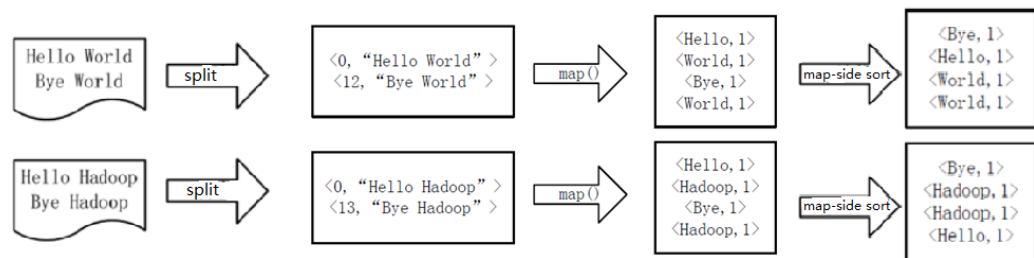 Hello World
Bye World
split
<0, “Hello World” >
<12, “Bye World” >
map()
<Hello, 1>
<World, 1>
<Bye, 1>
<World, 1>
map-side sort
<Bye, 1>
<Hello, 1>
<World, 1>
<World, 1>
Hello Hadoop
Bye Hadoop
split
<0, “Hello Hadoop” >
<13, “Bye Hadoop” >
map()
<Hello, 1>
<Hadoop, 1>
<Bye, 1>
<Hadoop, 1>
map-side sort
<Bye, 1>
<Hadoop, 1>
<Hadoop, 1>
<Hello, 1>